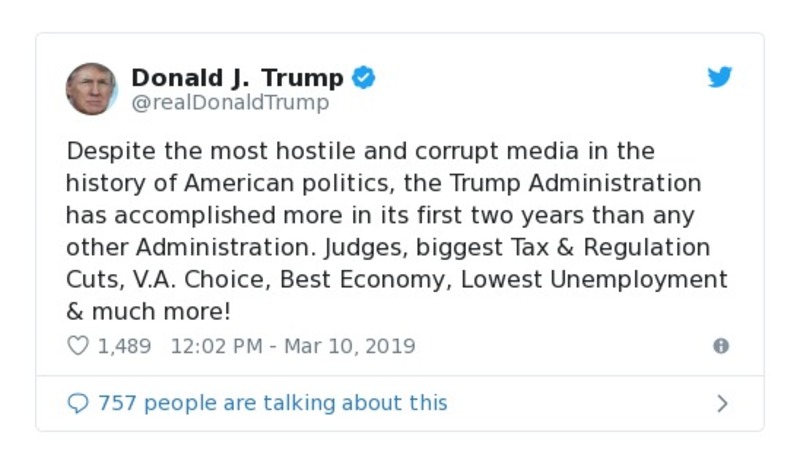 Donald J. Trump
@realDonaldTrump
Despite the most hostile and corrupt media in the
history of American politics, the Trump Administration
has accomplished more in its first two years than any
other Administration. Judges, biggest Tax & Regulation
Cuts, V.A. Choice, Best Economy, Lowest Unemployment
& much more!
1,489 12:02 PM - Mar 10, 2019
757 people are talking about this